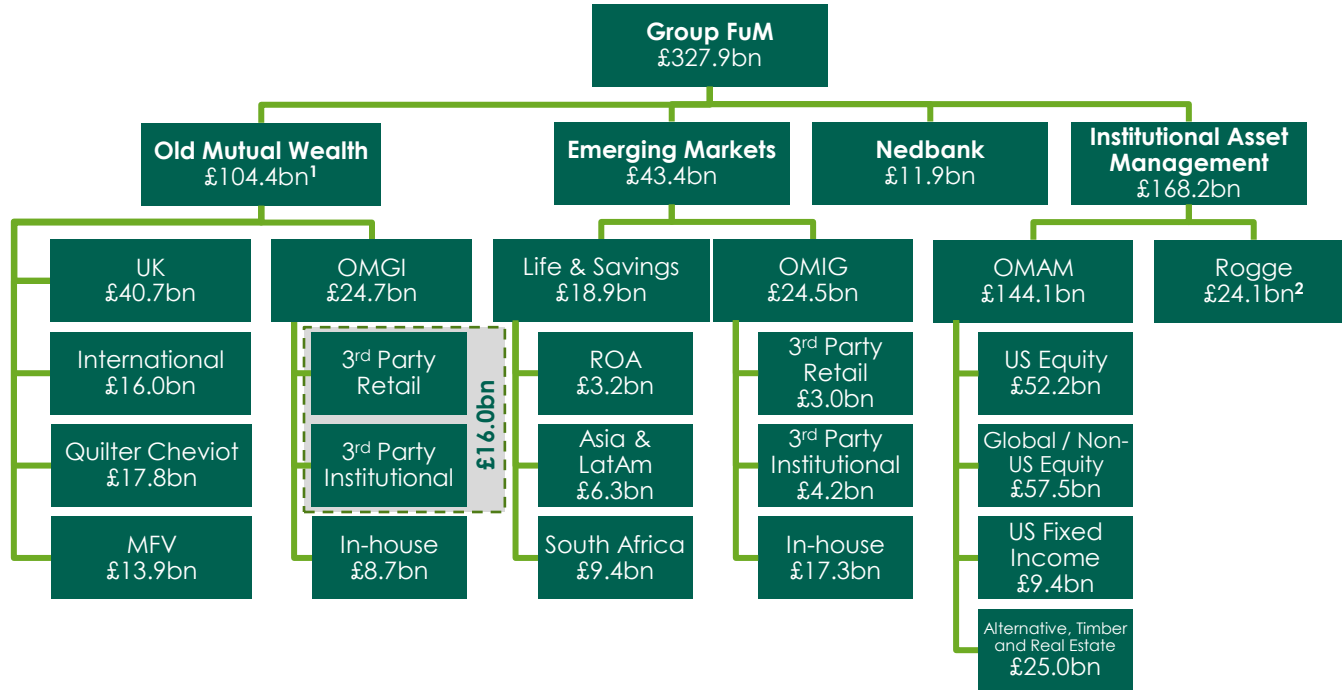 Group FuM
£327.9bn
Old Mutual Wealth
£104.4bn¹
Emerging Markets
£43.4bn
Nedbank
£11.9bn
Institutional Asset
Management
£168.2bn
UK
£40.7bn
OMGI
£24.7bn
Life & Savings
£18.9bn
OMIG
£24.5bn
OMAM
£144.1bn
Rogge
£24.1bn²
International
£16.0bn
3rd Party
Retail
£16.0bn
ROA
£3.2bn
3rd Party
Retail
£3.0bn
US Equity
£52.2bn
Quilter Cheviot
£17.8bn
3rd Party
Institutional
Asia &
LatAm
£6.3bn
3rd Party
Institutional
£4.2bn
Global / Non-
US Equity
£57.5bn
MFV
£13.9bn
In-house
£8.7bn
South Africa
£9.4bn
In-house
£17.3bn
US Fixed
Income
£9.4bn
Alternative, Timber
and Real Estate
£25.0bn